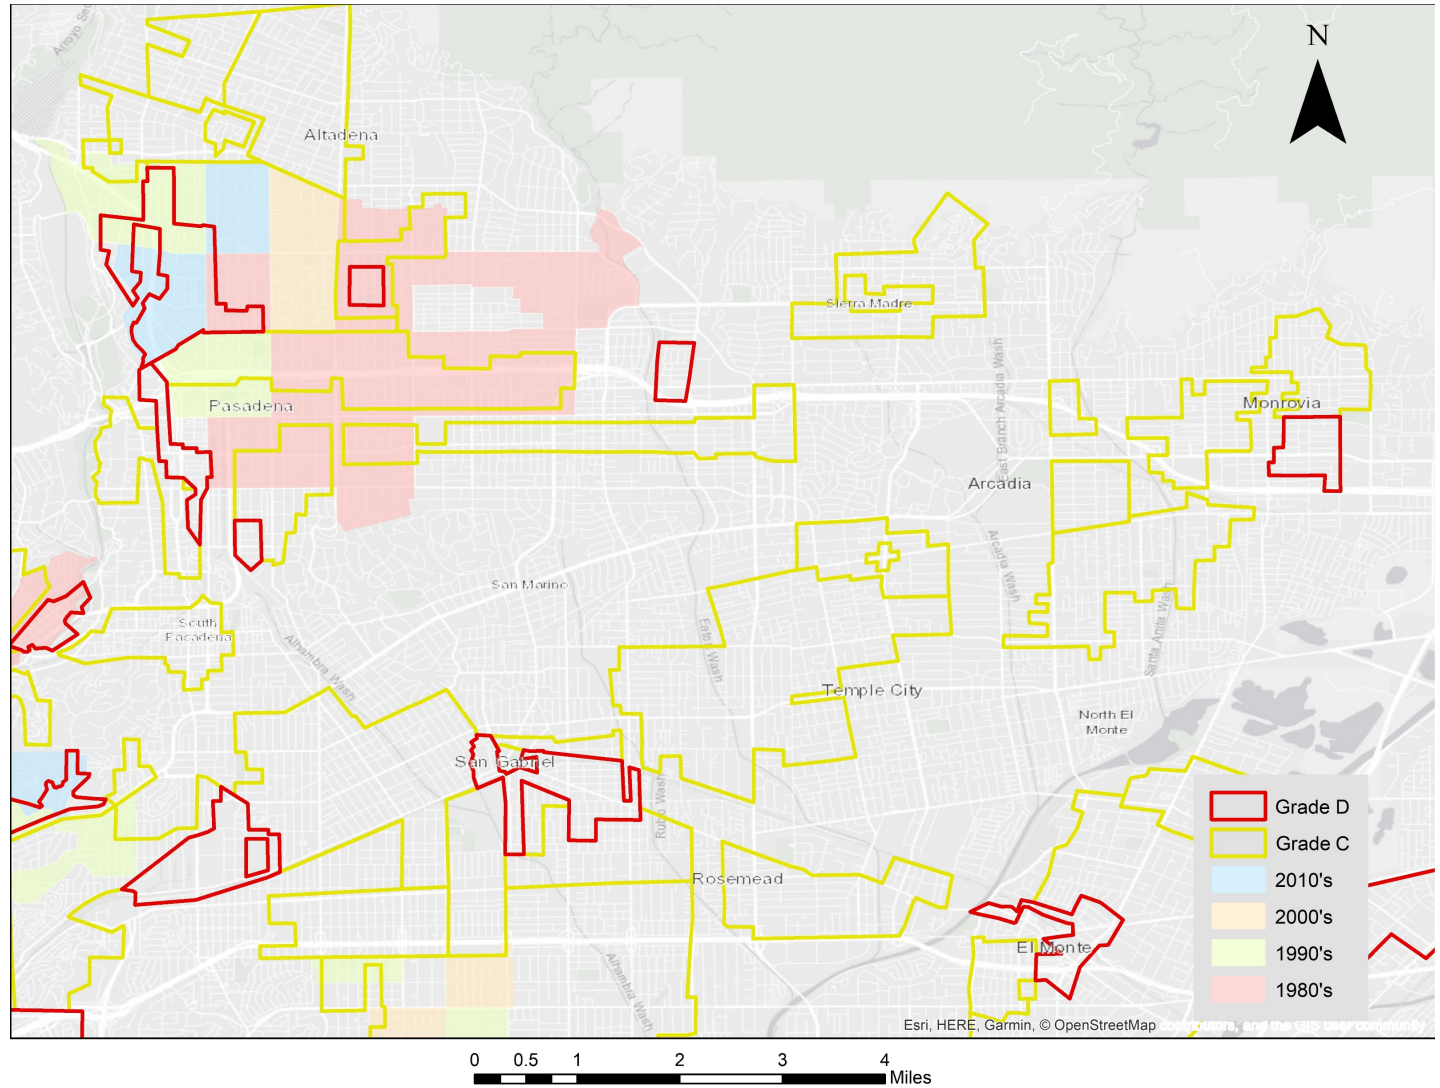 N
Arroyo Sec
Altadena
Sierra Madre
East Branch Arcadia Wash
Monrovia
Pasadena
Arcadia
Arcadia Wash
San Marino
Eaton Wash
Santa Anita Wash
South
Pasadena
Alhambra Wash
Temple City
North El
Monte
San Gabriel
Rubio Wash
Rosemead
El Monte
Alhambra Wash
Grade D
Grade C
2010's
2000's
1990's
1980's
Esri, HERE, Garmin, © OpenStreetMap contributors, and the GIS user community
0 0.5 1 2 3 4
Miles